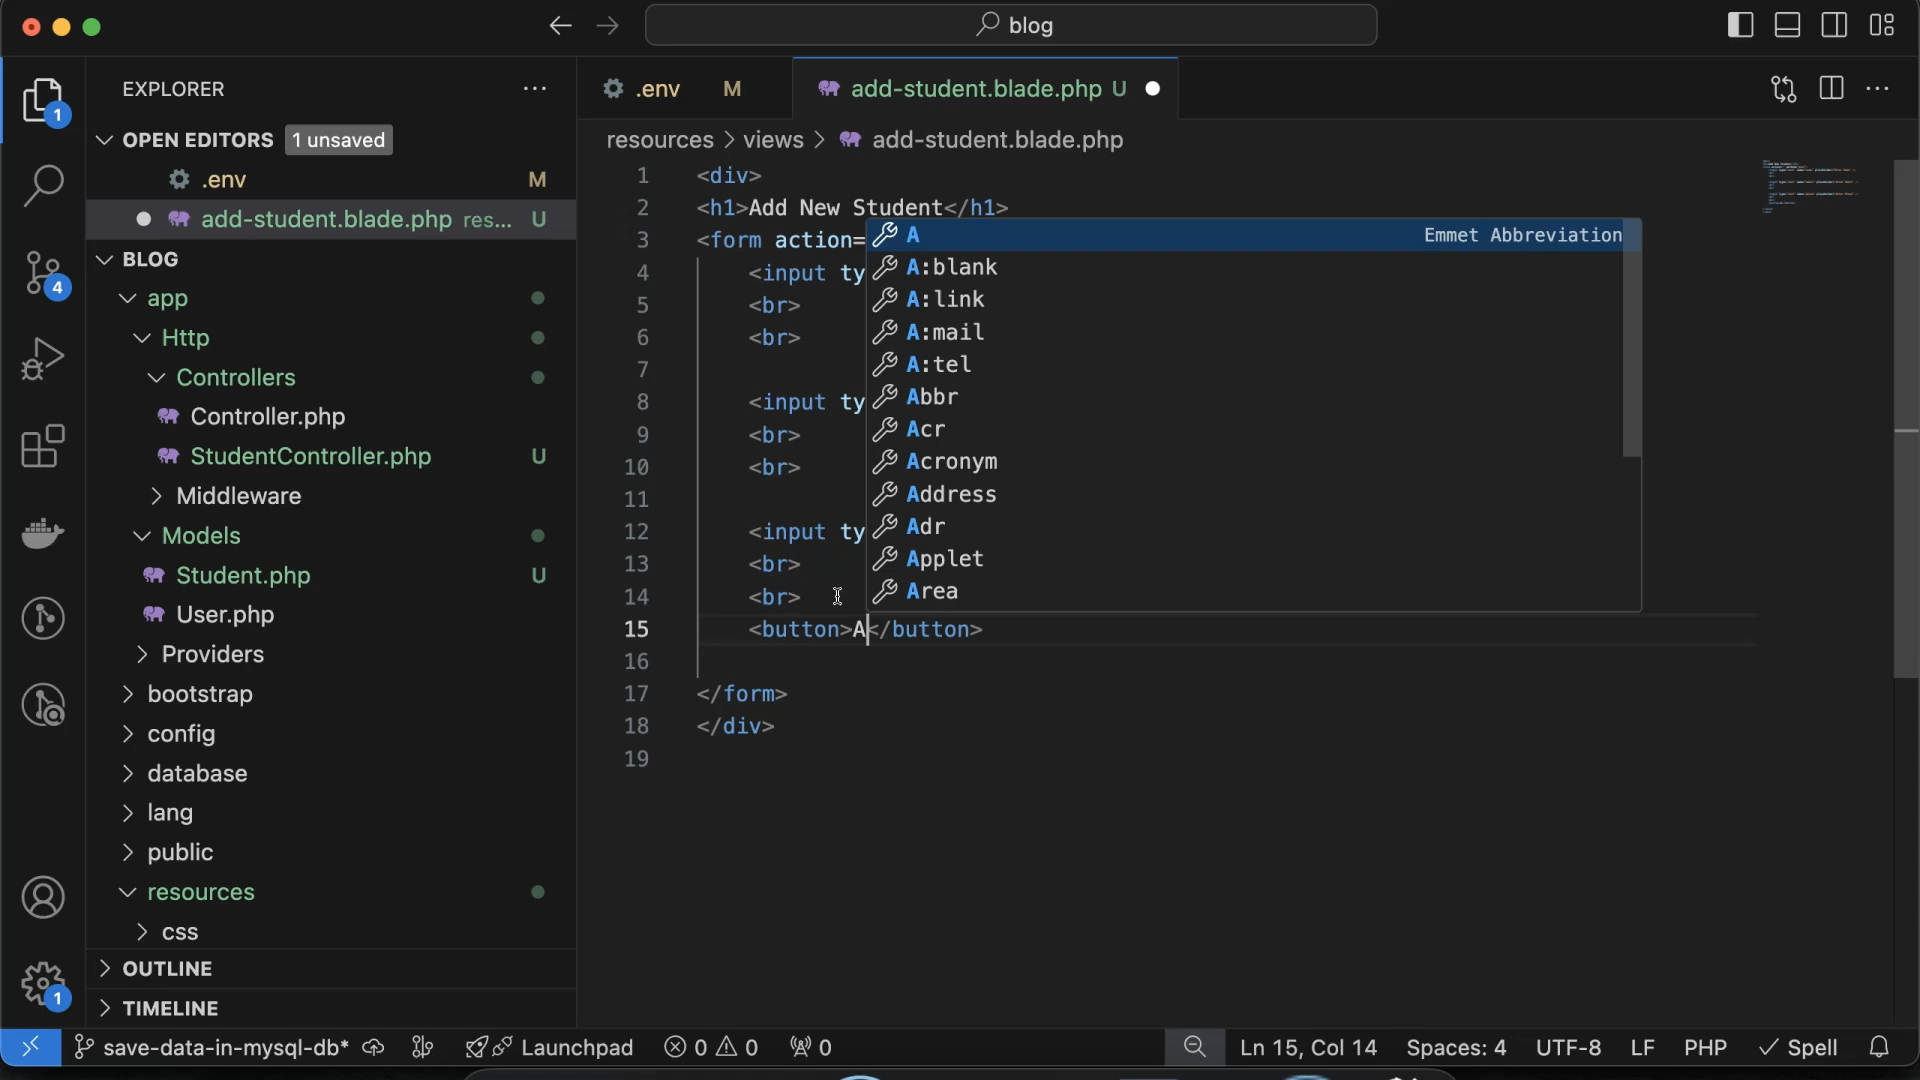 blog
EXPLORER
OPEN EDITORS 1 unsaved
.env M
add-student.blade.php res... U
BLOG
app
Http
Controllers
Controller.php
StudentController.php U
Middleware
Models
Student.php U
User.php
Providers
bootstrap
config
database
lang
public
resources
css
OUTLINE
TIMELINE
1
4
1
.env M
add-student.blade.php U
resources > views > add-student.blade.php
1 <div>
2 <h1>Add New Student</h1>
3 <form action=
4 <input ty
5 <br>
6 <br>
7
8 <input ty
9 <br>
10 <br>
11
12 <input ty
13 <br>
14 <br>
15 <button>A</button>
16
17 </form>
18 </div>
19
A Emmet Abbreviation
A:blank
A:link
A:mail
A:tel
Abbr
Acr
Acronym
Address
Adr
Applet
Area
save-data-in-mysql-db* Launchpad 0 0 0 Ln 15, Col 14 Spaces: 4 UTF-8 LF PHP Spell